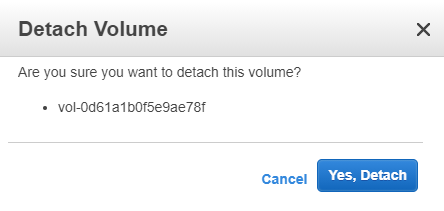 Detach Volume
Are you sure you want to detach this volume?
• vol-0d61a1b0f5e9ae78f
Cancel Yes, Detach